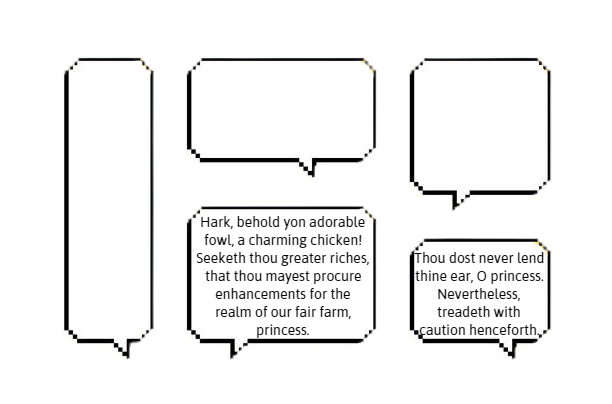 Hark, behold yon adorable
fowl, a charming chicken!
Seeketh thou greater riches,
that thou mayest procure
enhancements for the
realm of our fair farm,
princess.
Thou dost never lend
thine ear, O princess.
Nevertheless,
treadeth with
caution henceforth.